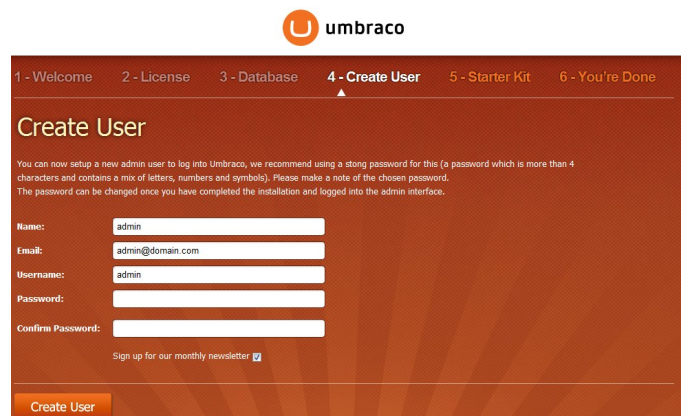 umbraco
1 - Welcome 2 - License 3 - Database 4 - Create User 5 - Starter Kit 6 - You're Done
Create User
You can now setup a new admin user to log into Umbraco, we recommend using a stong password for this (a password which is more than 4
characters and contains a mix of letters, numbers and symbols). Please make a note of the chosen password.
The password can be changed once you have completed the installation and logged into the admin interface.
Name: admin
Email: admin@domain.com
Username: admin
Password:
Confirm Password:
Sign up for our monthly newsletter
Create User